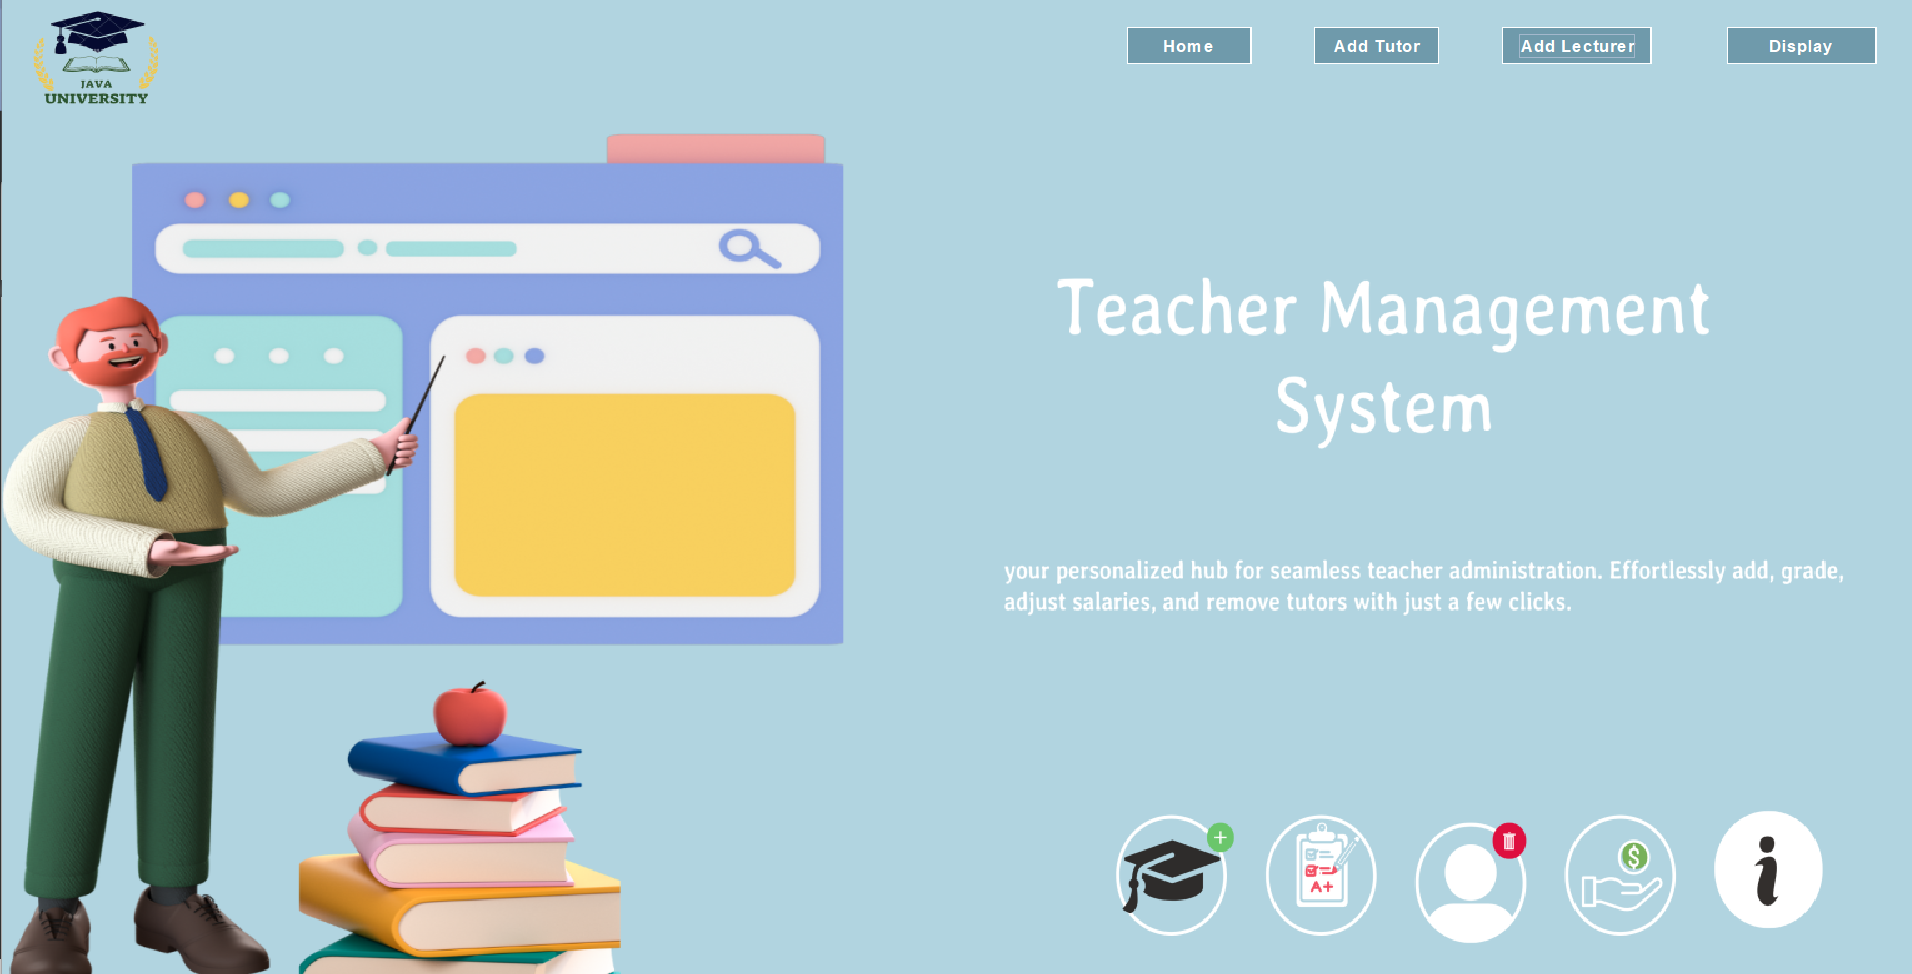 JAVA
UNIVERSITY
Home
Add Tutor
Add Lecturer
Display
Teacher Management
System
your personalized hub for seamless teacher administration. Effortlessly add, grade,
adjust salaries, and remove tutors with just a few clicks.
A+
$
i